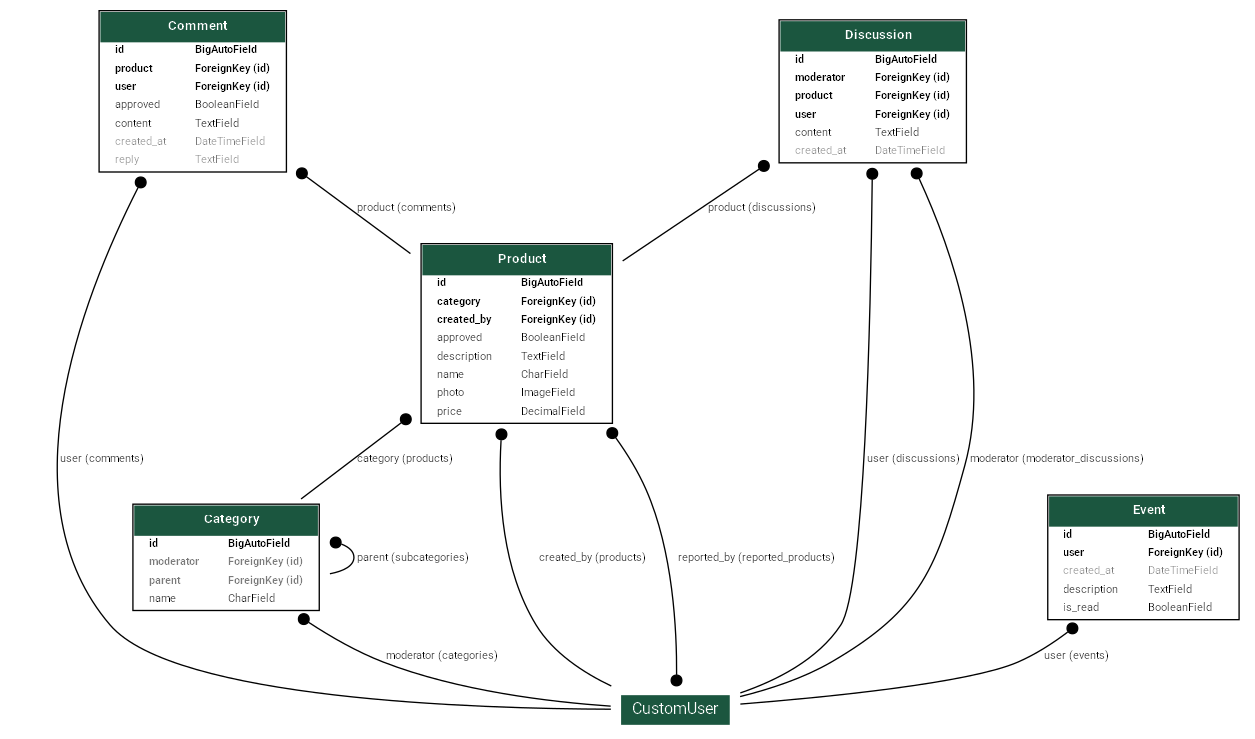 Comment
id BigAutoField
product ForeignKey (id)
user ForeignKey (id)
approved BooleanField
content TextField
created_at DateTimeField
reply TextField
Discussion
id BigAutoField
moderator ForeignKey (id)
product ForeignKey (id)
user ForeignKey (id)
content TextField
created_at DateTimeField
product (comments)
product (discussions)
Product
id BigAutoField
category ForeignKey (id)
created_by ForeignKey (id)
approved BooleanField
description TextField
name CharField
photo ImageField
price DecimalField
user (comments)
category (products)
user (discussions)
moderator (moderator_discussions)
Category
id BigAutoField
moderator ForeignKey (id)
parent ForeignKey (id)
name CharField
parent (subcategories)
created_by (products)
reported_by (reported_products)
Event
id BigAutoField
user ForeignKey (id)
created_at DateTimeField
description TextField
is_read BooleanField
moderator (categories)
user (events)
CustomUser